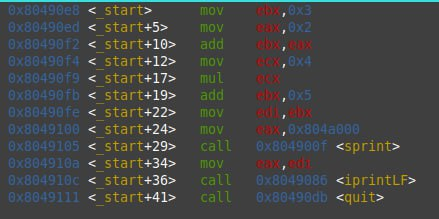 0x80490e8 <_start> mov ebx,0x3
0x80490ed <_start+5> mov eax,0x2
0x80490f2 <_start+10> add ebx,eax
0x80490f4 <_start+12> mov ecx,0x4
0x80490f9 <_start+17> mul ecx
0x80490fb <_start+19> add ebx,0x5
0x80490fe <_start+22> mov edi,ebx
0x8049100 <_start+24> mov eax,0x804a000
0x8049105 <_start+29> call 0x804900f <sprint>
0x804910a <_start+34> mov eax,edi
0x804910c <_start+36> call 0x8049086 <iprintLF>
0x8049111 <_start+41> call 0x80490db <quit>